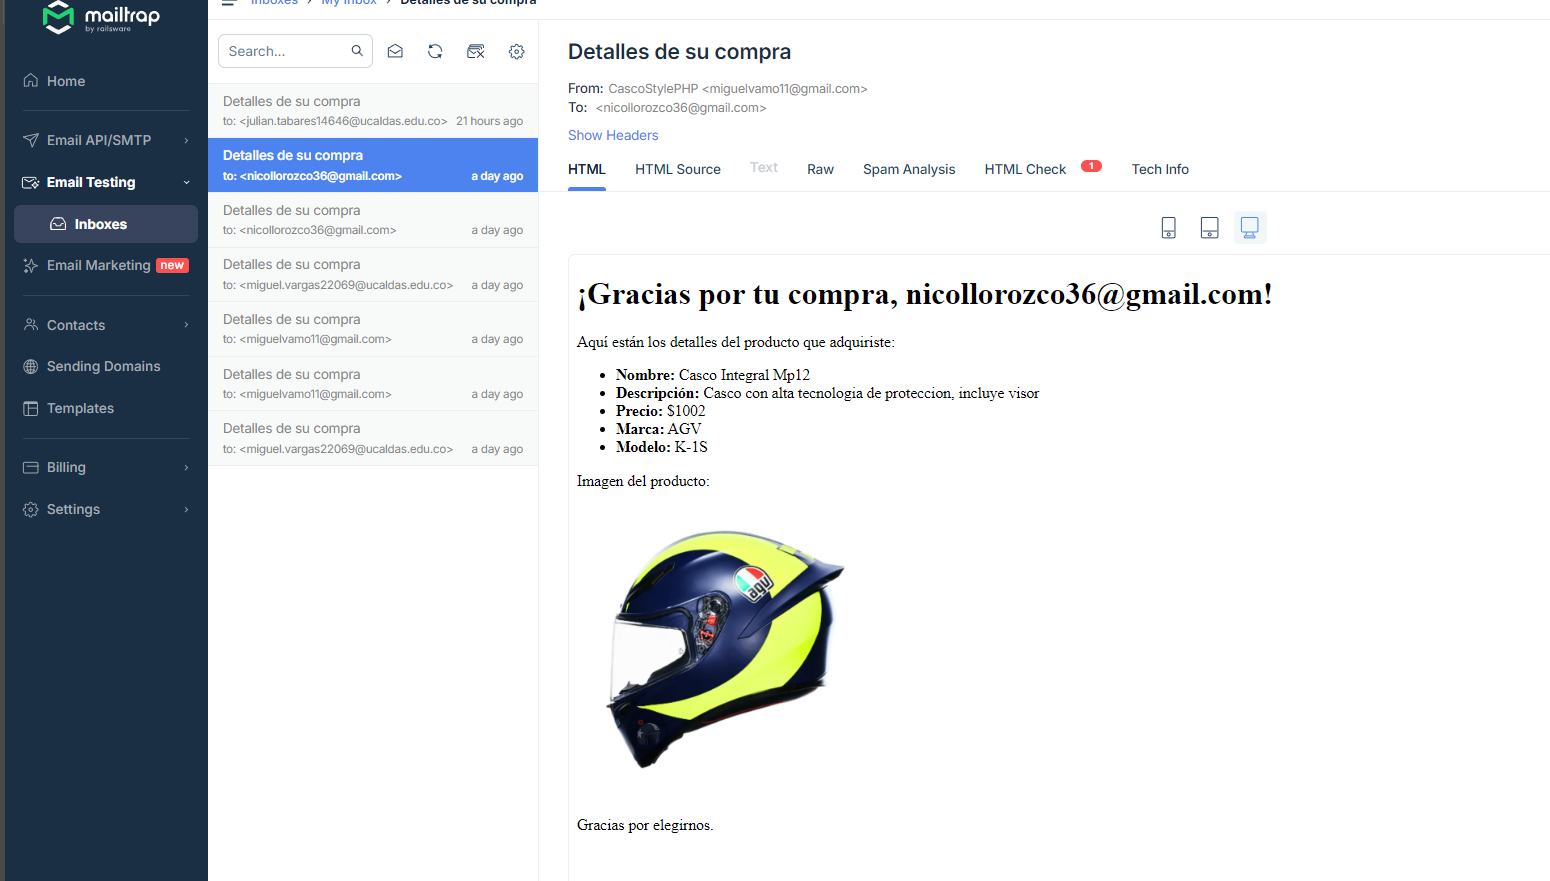 mailtrap
by railsware
Home
Email API/SMTP
Email Testing
Inboxes
Email Marketing new
Contacts
Sending Domains
Templates
Billing
Settings
Inboxes › My Inbox › Detalles de su compra
Search...
Detalles de su compra
to: <julian.tabares14646@ucaldas.edu.co> 21 hours ago
Detalles de su compra
to: <nicollorozco36@gmail.com> a day ago
Detalles de su compra
to: <nicollorozco36@gmail.com> a day ago
Detalles de su compra
to: <miguel.vargas22069@ucaldas.edu.co> a day ago
Detalles de su compra
to: <miguelvamo11@gmail.com> a day ago
Detalles de su compra
to: <miguelvamo11@gmail.com> a day ago
Detalles de su compra
to: <miguel.vargas22069@ucaldas.edu.co> a day ago
Detalles de su compra
From: CascoStylePHP <miguelvamo11@gmail.com>
To: <nicollorozco36@gmail.com>
Show Headers
HTML HTML Source Text Raw Spam Analysis HTML Check 1 Tech Info
¡Gracias por tu compra, nicollorozco36@gmail.com!
Aquí están los detalles del producto que adquiriste:
• Nombre: Casco Integral Mp12
• Descripción: Casco con alta tecnologia de proteccion, incluye visor
• Precio: $1002
• Marca: AGV
• Modelo: K-1S
Imagen del producto:
agv
Gracias por elegirnos.